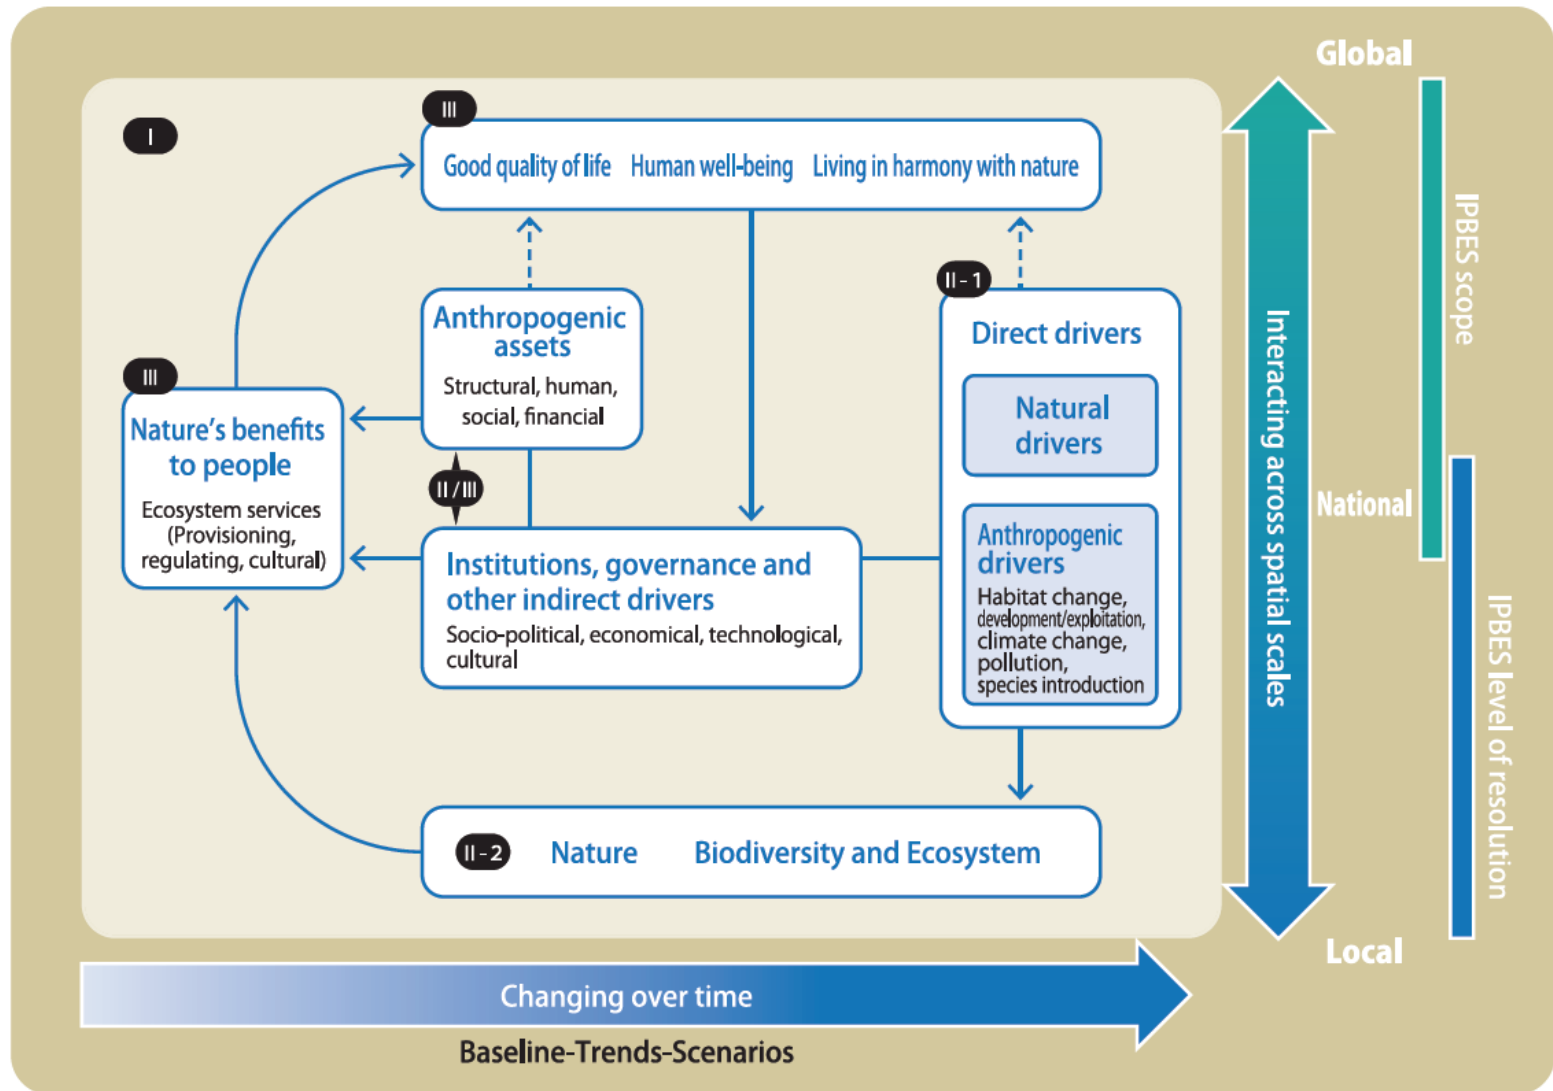 Global
I
III
Good quality of life Human well-being Living in harmony with nature
II-1
Anthropogenic
assets
Structural, human,
social, financial
Direct drivers
Natural
drivers
III
Nature's benefits
to people
Ecosystem services
(Provisioning,
regulating, cultural)
II/III
Institutions, governance and
other indirect drivers
Socio-political, economical, technological,
cultural
Anthropogenic
drivers
Habitat change,
development/exploitation,
climate change,
pollution,
species introduction
II-2 Nature Biodiversity and Ecosystem
Interacting across spatial scales
National
Local
IPBES scope
IPBES level of resolution
Changing over time
Baseline-Trends-Scenarios